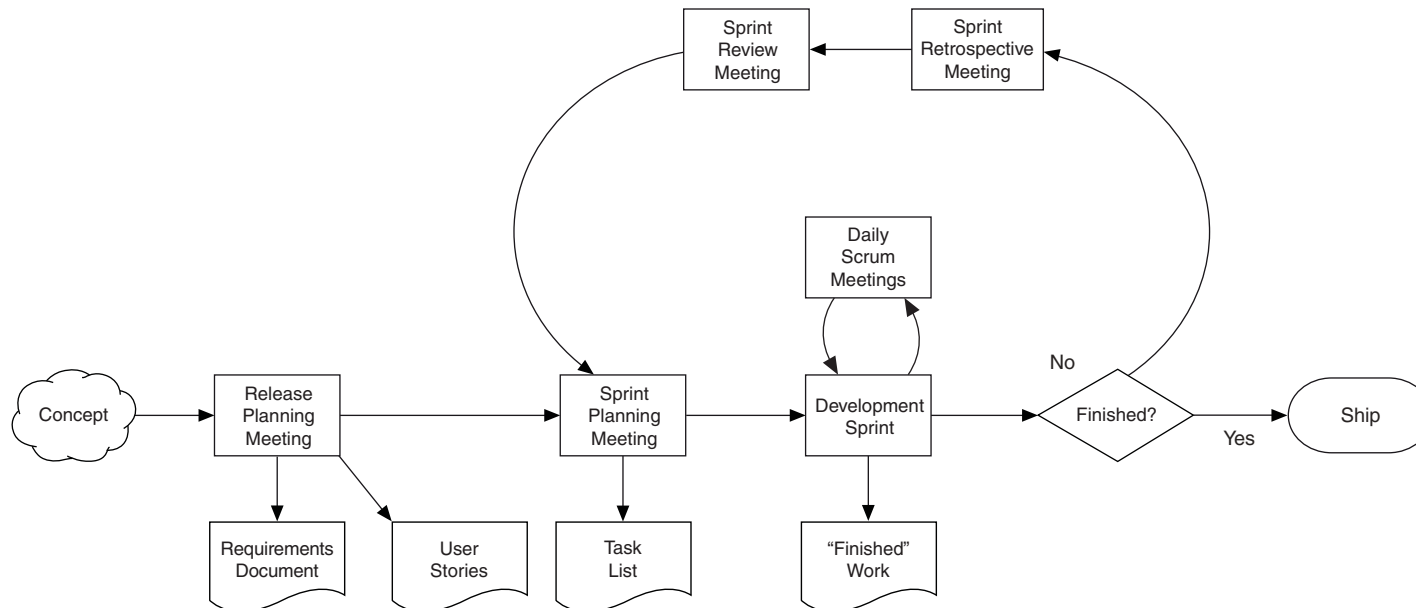 Sprint
Review
Meeting
Sprint
Retrospective
Meeting
Daily
Scrum
Meetings
No
Concept
Release
Planning
Meeting
Sprint
Planning
Meeting
Development
Sprint
Finished?
Yes
Ship
Requirements
Document
User
Stories
Task
List
“Finished”
Work